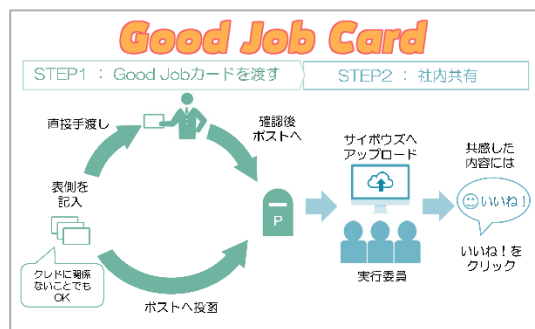 Good Job Card
STEP1 : Good Jobカードを渡す
STEP2 : 社内共有
直接手渡し
確認後
ポストへ
表側を
記入
クレドに関係
ないことでも
OK
ポストへ投函
P
サイボウズへ
アップロード
実行委員
共感した
内容には
いいね!
いいね！を
クリック